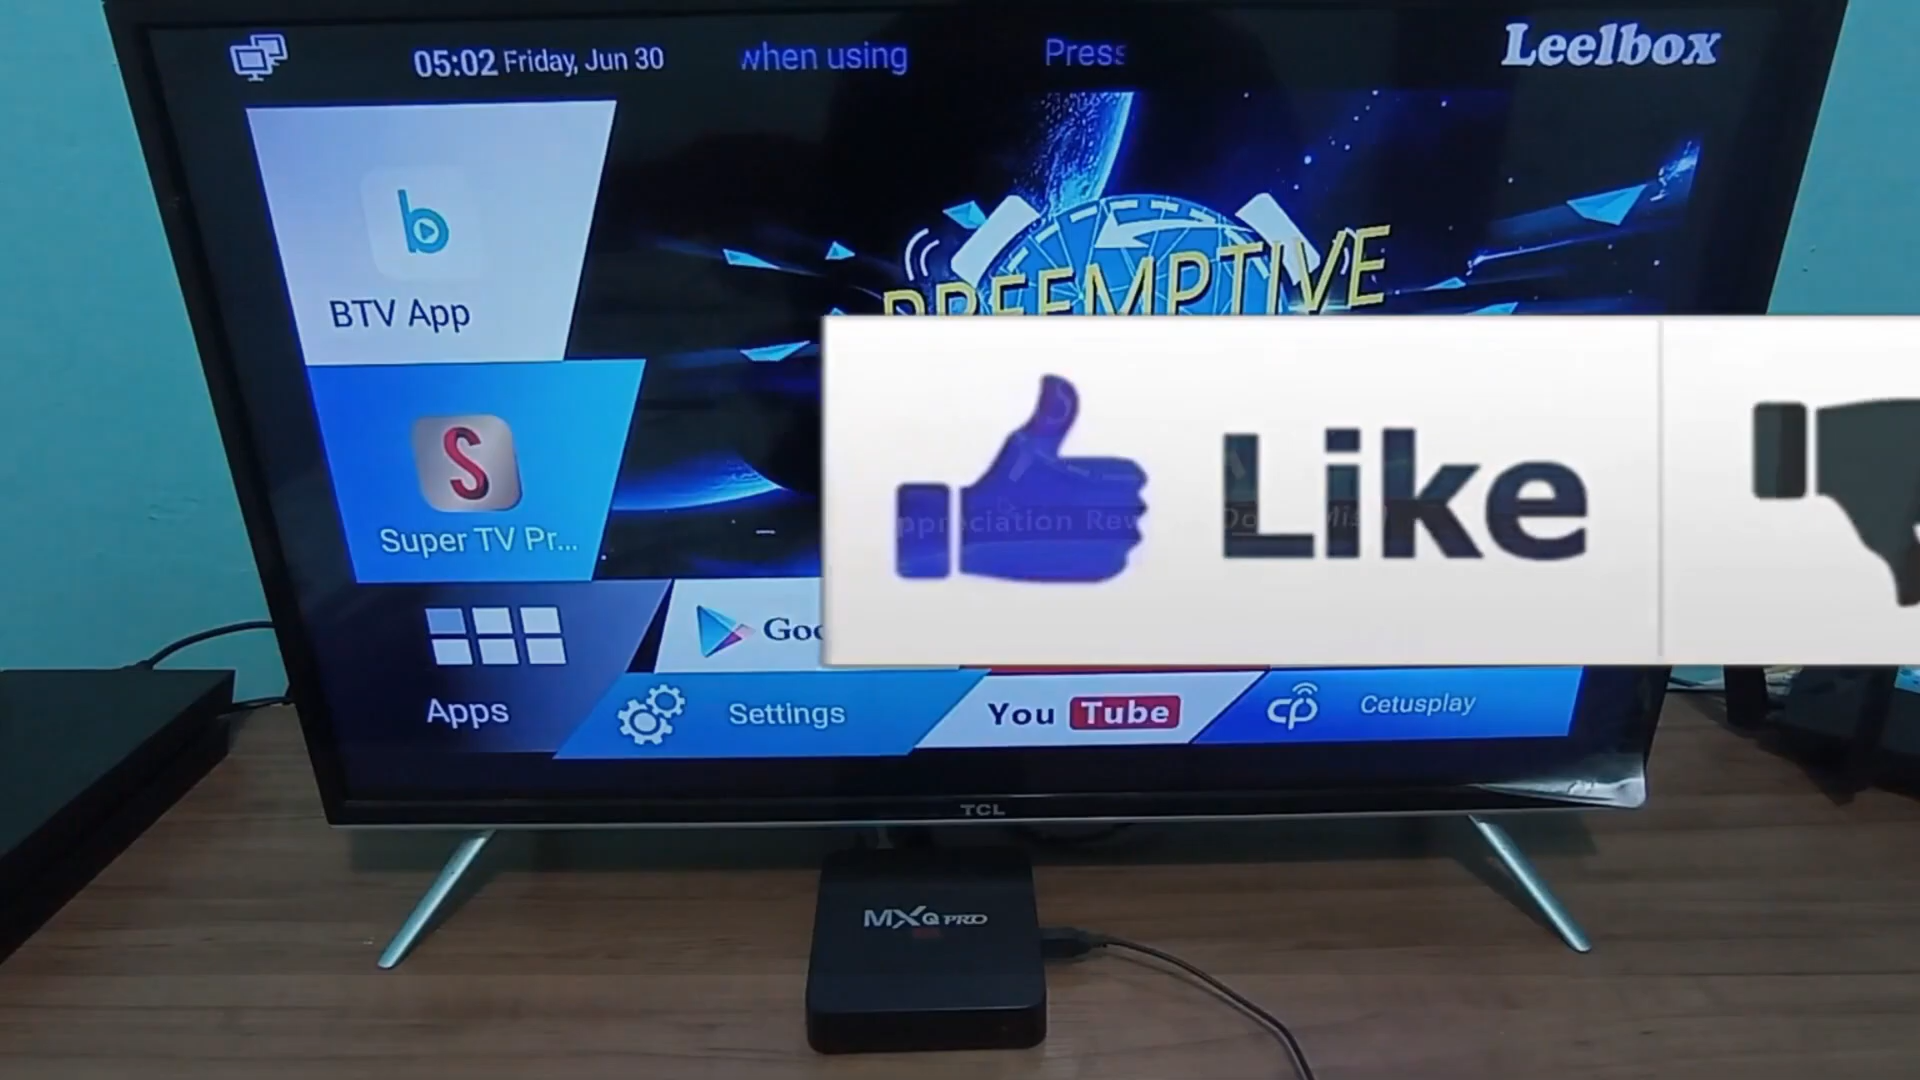 05:02 Friday, Jun 30
when using
Press
Leelbox
BTV App
PREEMPTIVE
Like
S
Super TV Pr...
Apps
Settings
You Tube
Cetusplay
TCL
MXQ PRO